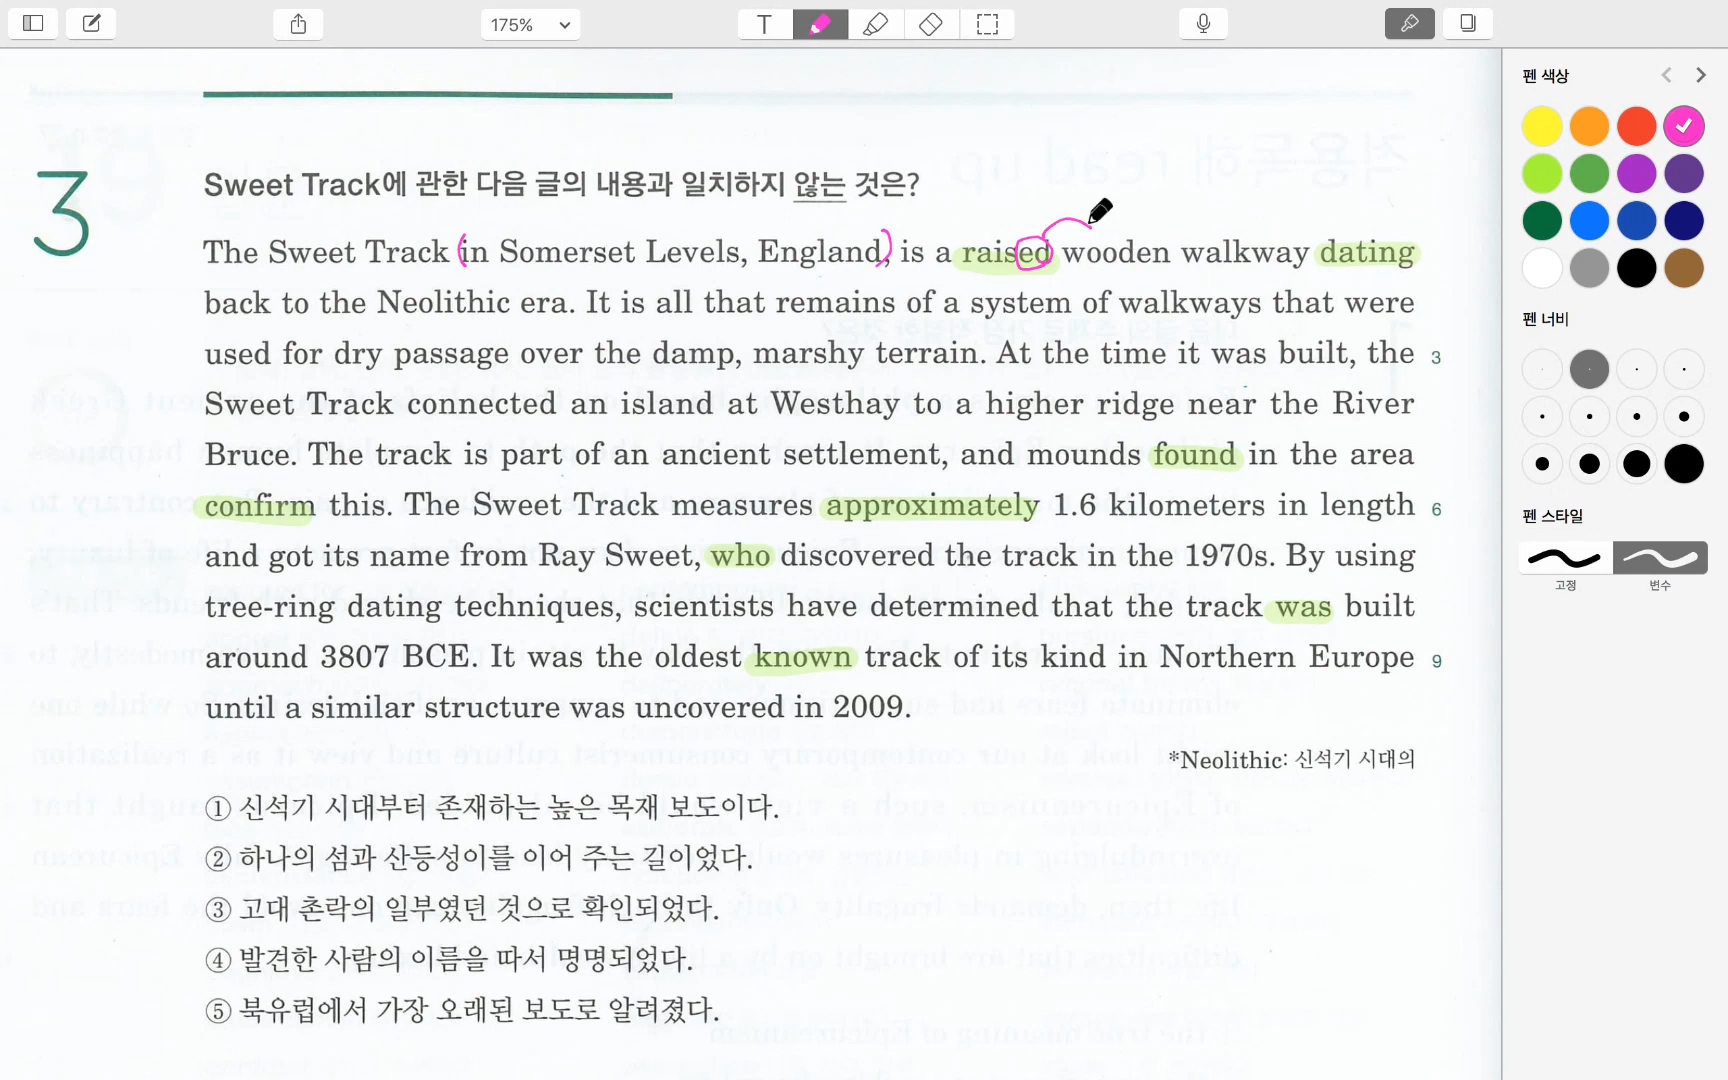 175%
T
펜 색상
3
Sweet Track에 관한 다음 글의 내용과 일치하지 않는 것은?
The Sweet Track in Somerset Levels, England, is a raised wooden walkway dating
back to the Neolithic era. It is all that remains of a system of walkways that were
used for dry passage over the damp, marshy terrain. At the time it was built, the 3
Sweet Track connected an island at Westhay to a higher ridge near the River
Bruce. The track is part of an ancient settlement, and mounds found in the area
confirm this. The Sweet Track measures approximately 1.6 kilometers in length 6
and got its name from Ray Sweet, who discovered the track in the 1970s. By using
tree-ring dating techniques, scientists have determined that the track was built
around 3807 BCE. It was the oldest known track of its kind in Northern Europe 9
until a similar structure was uncovered in 2009.
*Neolithic: 신석기 시대의
① 신석기 시대부터 존재하는 높은 목재 보도이다.
② 하나의 섬과 산등성이를 이어 주는 길이었다.
③ 고대 촌락의 일부였던 것으로 확인되었다.
④ 발견한 사람의 이름을 따서 명명되었다.
⑤ 북유럽에서 가장 오래된 보도로 알려졌다.
펜 너비
펜 스타일
고정
변수